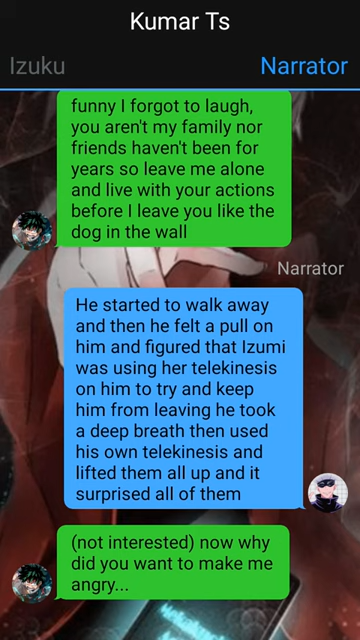 Kumar Ts
Izuku
Narrator
funny I forgot to laugh,
you aren't my family nor
friends haven't been for
years so leave me alone
and live with your actions
before I leave you like the
dog in the wall
Narrator
He started to walk away
and then he felt a pull on
him and figured that Izumi
was using her telekinesis
on him to try and keep
him from leaving he took
a deep breath then used
his own telekinesis and
lifted them all up and it
surprised all of them
(not interested) now why
did you want to make me
angry...